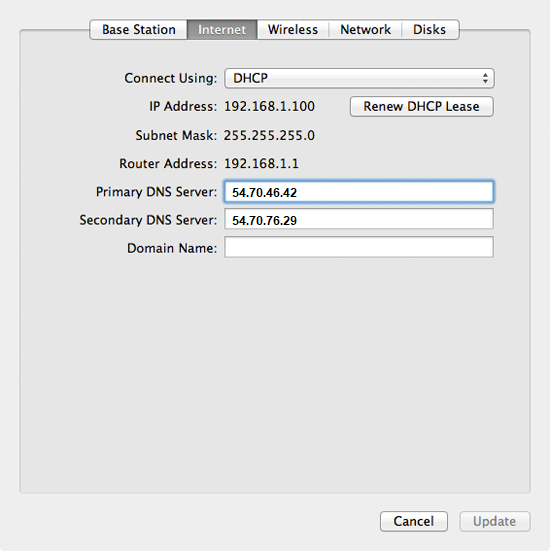 Base Station Internet Wireless Network Disks
Connect Using: DHCP
IP Address: 192.168.1.100 Renew DHCP Lease
Subnet Mask: 255.255.255.0
Router Address: 192.168.1.1
Primary DNS Server: 54.70.46.42
Secondary DNS Server: 54.70.76.29
Domain Name:
Cancel Update